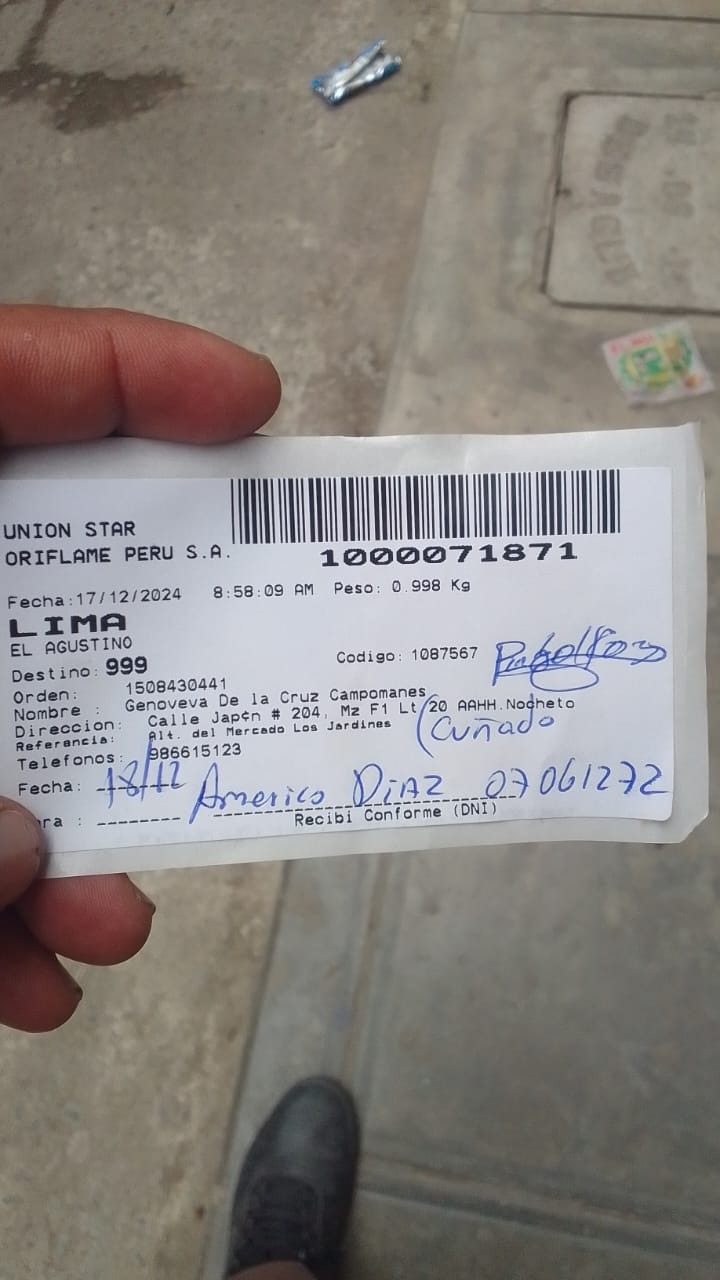 UNION STAR
ORIFLAME PERU S.A.
1000071871
Fecha:17/12/2024 8:58:09 AM Peso: 0.998 Kg
LIMA
EL AGUSTINO
Destino: 999 Codigo: 1087567
Orden: 1508430441
Nombre : Genoveva De la Cruz Campomanes
Direccion: Calle Jap¢n # 204, Mz F1 Lt 20 AAHH.Nocheto
Referencia: Alt. del Mercado Los Jardines
(Cuñado
Telefonos: 986615123
Fecha: 18/12 Americo DiAZ 07061272
ra : --------
Recibi Conforme (DNI)